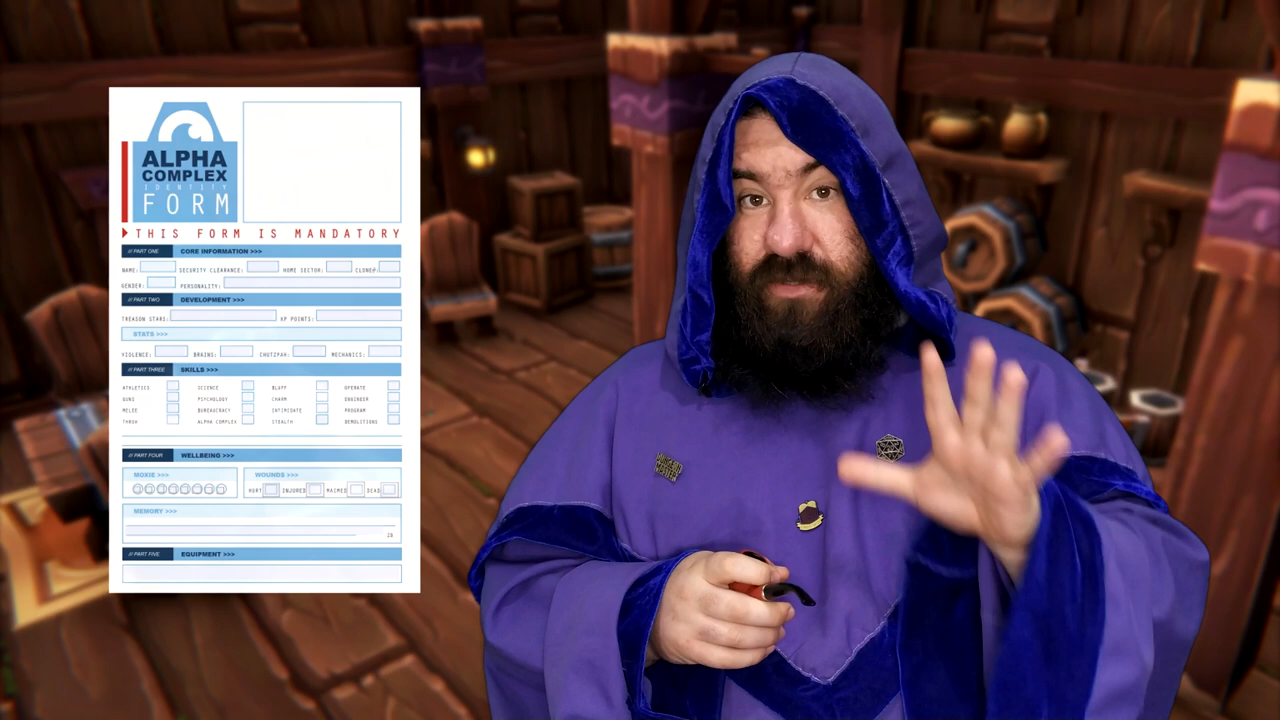 ALPHA
COMPLEX
IDENTITY
FORM
THIS FORM IS MANDATORY
// PART ONE CORE INFORMATION >>>
NAME: SECURITY CLEARANCE: HOME SECTOR: CLONE#:
GENDER: PERSONALITY:
// PART TWO DEVELOPMENT >>>
TREASON STARS: XP POINTS:
STATS >>>
VIOLENCE: BRAINS: CHUTZPAH: MECHANICS:
// PART THREE SKILLS >>>
ATHLETICS SCIENCE BLUFF OPERATE
GUNS PSYCHOLOGY CHARM ENGINEER
MELEE BUREAUCRACY INTIMIDATE PROGRAM
THROW ALPHA COMPLEX STEALTH DEMOLITIONS
// PART FOUR WELLBEING >>>
MOXIE >>> WOUNDS >>>
HURT INJURED MAIMED DEAD
MEMORY >>>
// PART FIVE EQUIPMENT >>>